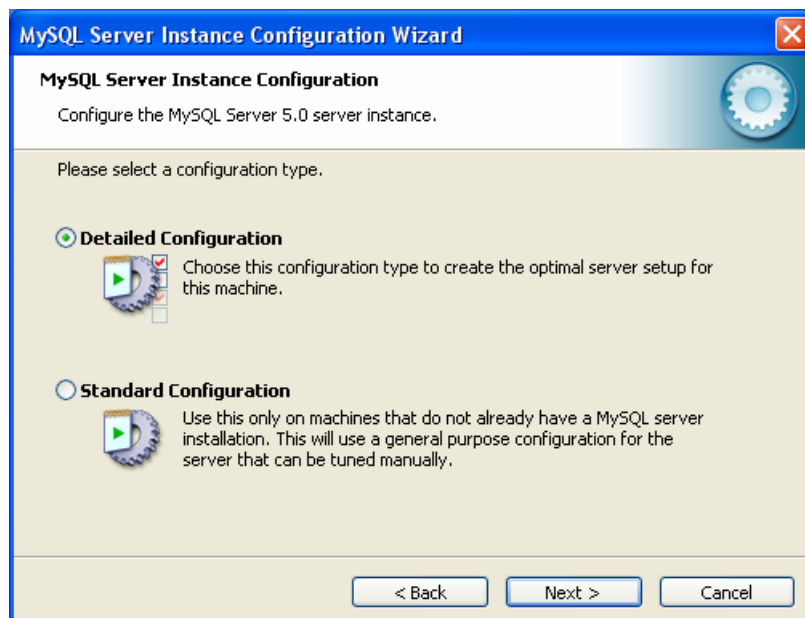 MySQL Server Instance Configuration Wizard
MySQL Server Instance Configuration
Configure the MySQL Server 5.0 server instance.
Please select a configuration type.
Detailed Configuration
Choose this configuration type to create the optimal server setup for
this machine.
Standard Configuration
Use this only on machines that do not already have a MySQL server
installation. This will use a general purpose configuration for the
server that can be tuned manually.
< Back
Next >
Cancel